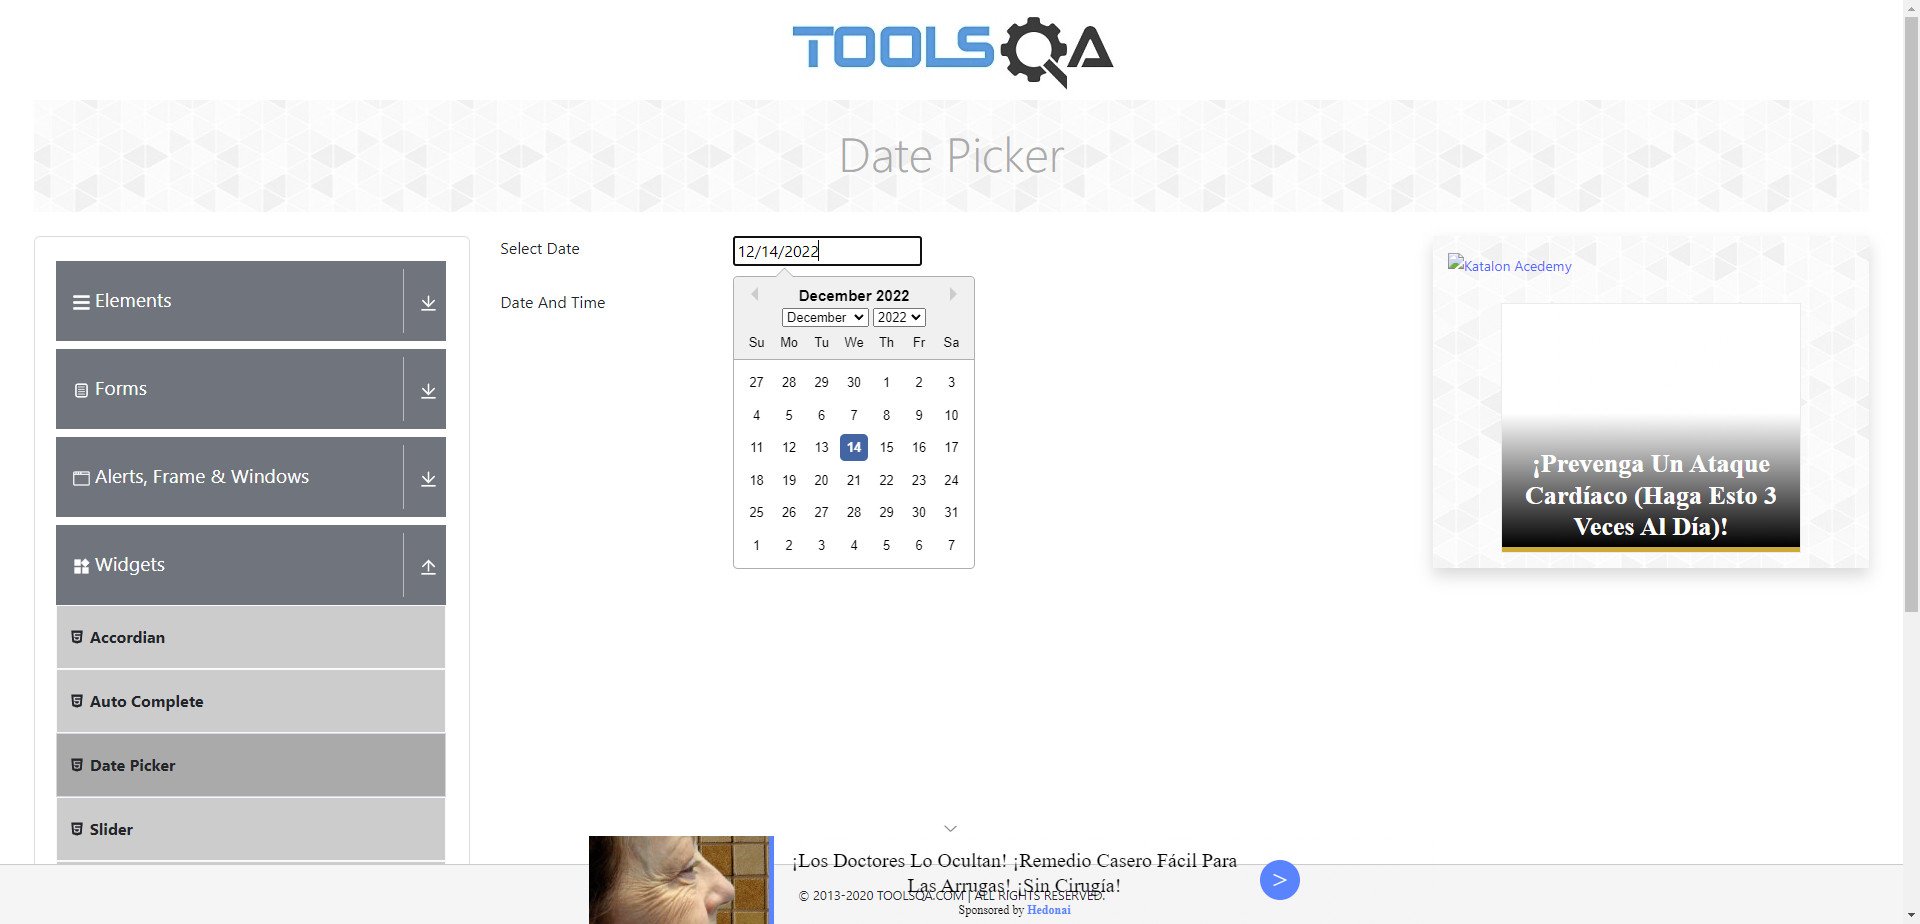 TOOLSQA
Date Picker
Elements
Forms
Alerts, Frame & Windows
Widgets
Accordian
Auto Complete
Date Picker
Slider
Select Date
12/14/2022
Date And Time
December 2022
December 2022
Su Mo Tu We Th Fr Sa
27 28 29 30 1 2 3
4 5 6 7 8 9 10
11 12 13 14 15 16 17
18 19 20 21 22 23 24
25 26 27 28 29 30 31
1 2 3 4 5 6 7
Katalon Acedemy
¡Prevenga Un Ataque
Cardíaco (Haga Esto 3
Veces Al Día)!
¡Los Doctores Lo Ocultan! ¡Remedio Casero Fácil Para
Las Arrugas! ¡Sin Cirugía!
© 2013-2020 TOOLSQA.COM | ALL RIGHTS RESERVED.
Sponsored by Hedonai